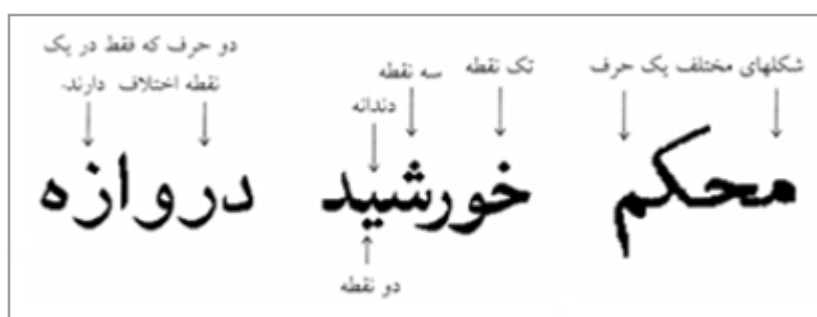 شکلهای مختلف یک حرف
تک نقطه
سه نقطه
دندانه
دو حرف که فقط در یک
نقطه اختلاف دارند.
محکم
خورشید
دروازه
دو نقطه